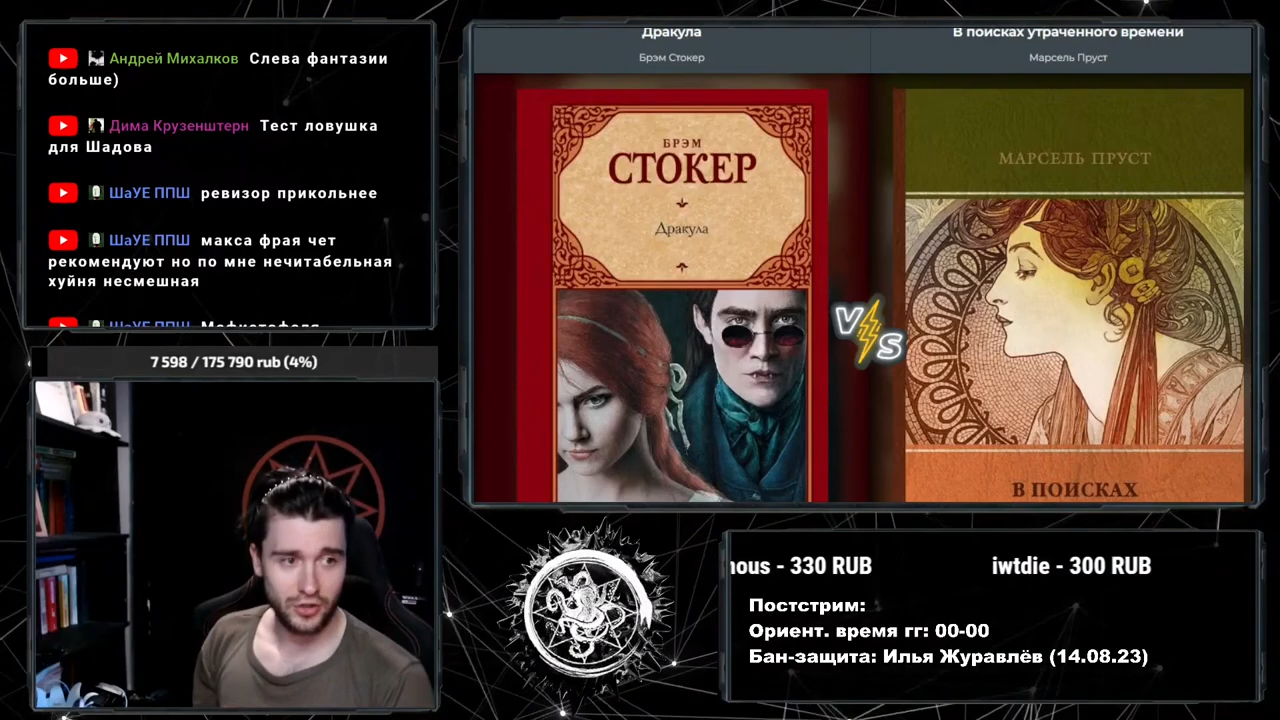 Андрей Михалков Слева фантазии
больше)
Дима Крузенштерн Тест ловушка
для Шадова
ШаУЕ ППШ ревизор прикольнее
ШаУЕ ППШ макса фрая чет
рекомендуют но по мне нечитабельная
хуйня несмешная
ШаУЕ ППШ Мефистофеля
7 598 / 175 790 rub (4%)
Дракула
Брэм Стокер
В поисках утраченного времени
Марсель Пруст
БРЭМ
СТОКЕР
Дракула
VS
МАРСЕЛЬ ПРУСТ
В ПОИСКАХ
nous - 330 RUB
iwtdie - 300 RUB
Постстрим:
Ориент. время гг: 00-00
Бан-защита: Илья Журавлёв (14.08.23)